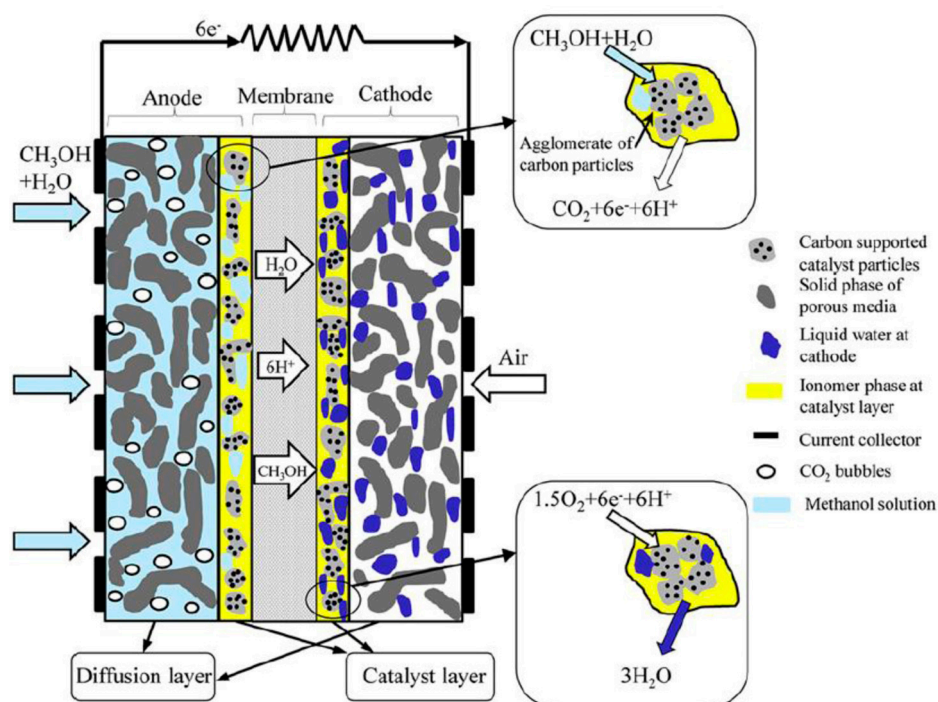 6e⁻
Anode
Membrane
Cathode
CH₃OH
+H₂O
H₂O
6H⁺
CH₃OH
Air
Diffusion layer
Catalyst layer
CH₃OH+H₂O
Agglomerate of
carbon particles
CO₂+6e⁻+6H⁺
Carbon supported
catalyst particles
Solid phase of
porous media
Liquid water at
cathode
Ionomer phase at
catalyst layer
Current collector
CO₂ bubbles
Methanol solution
1.5O₂+6e⁻+6H⁺
3H₂O